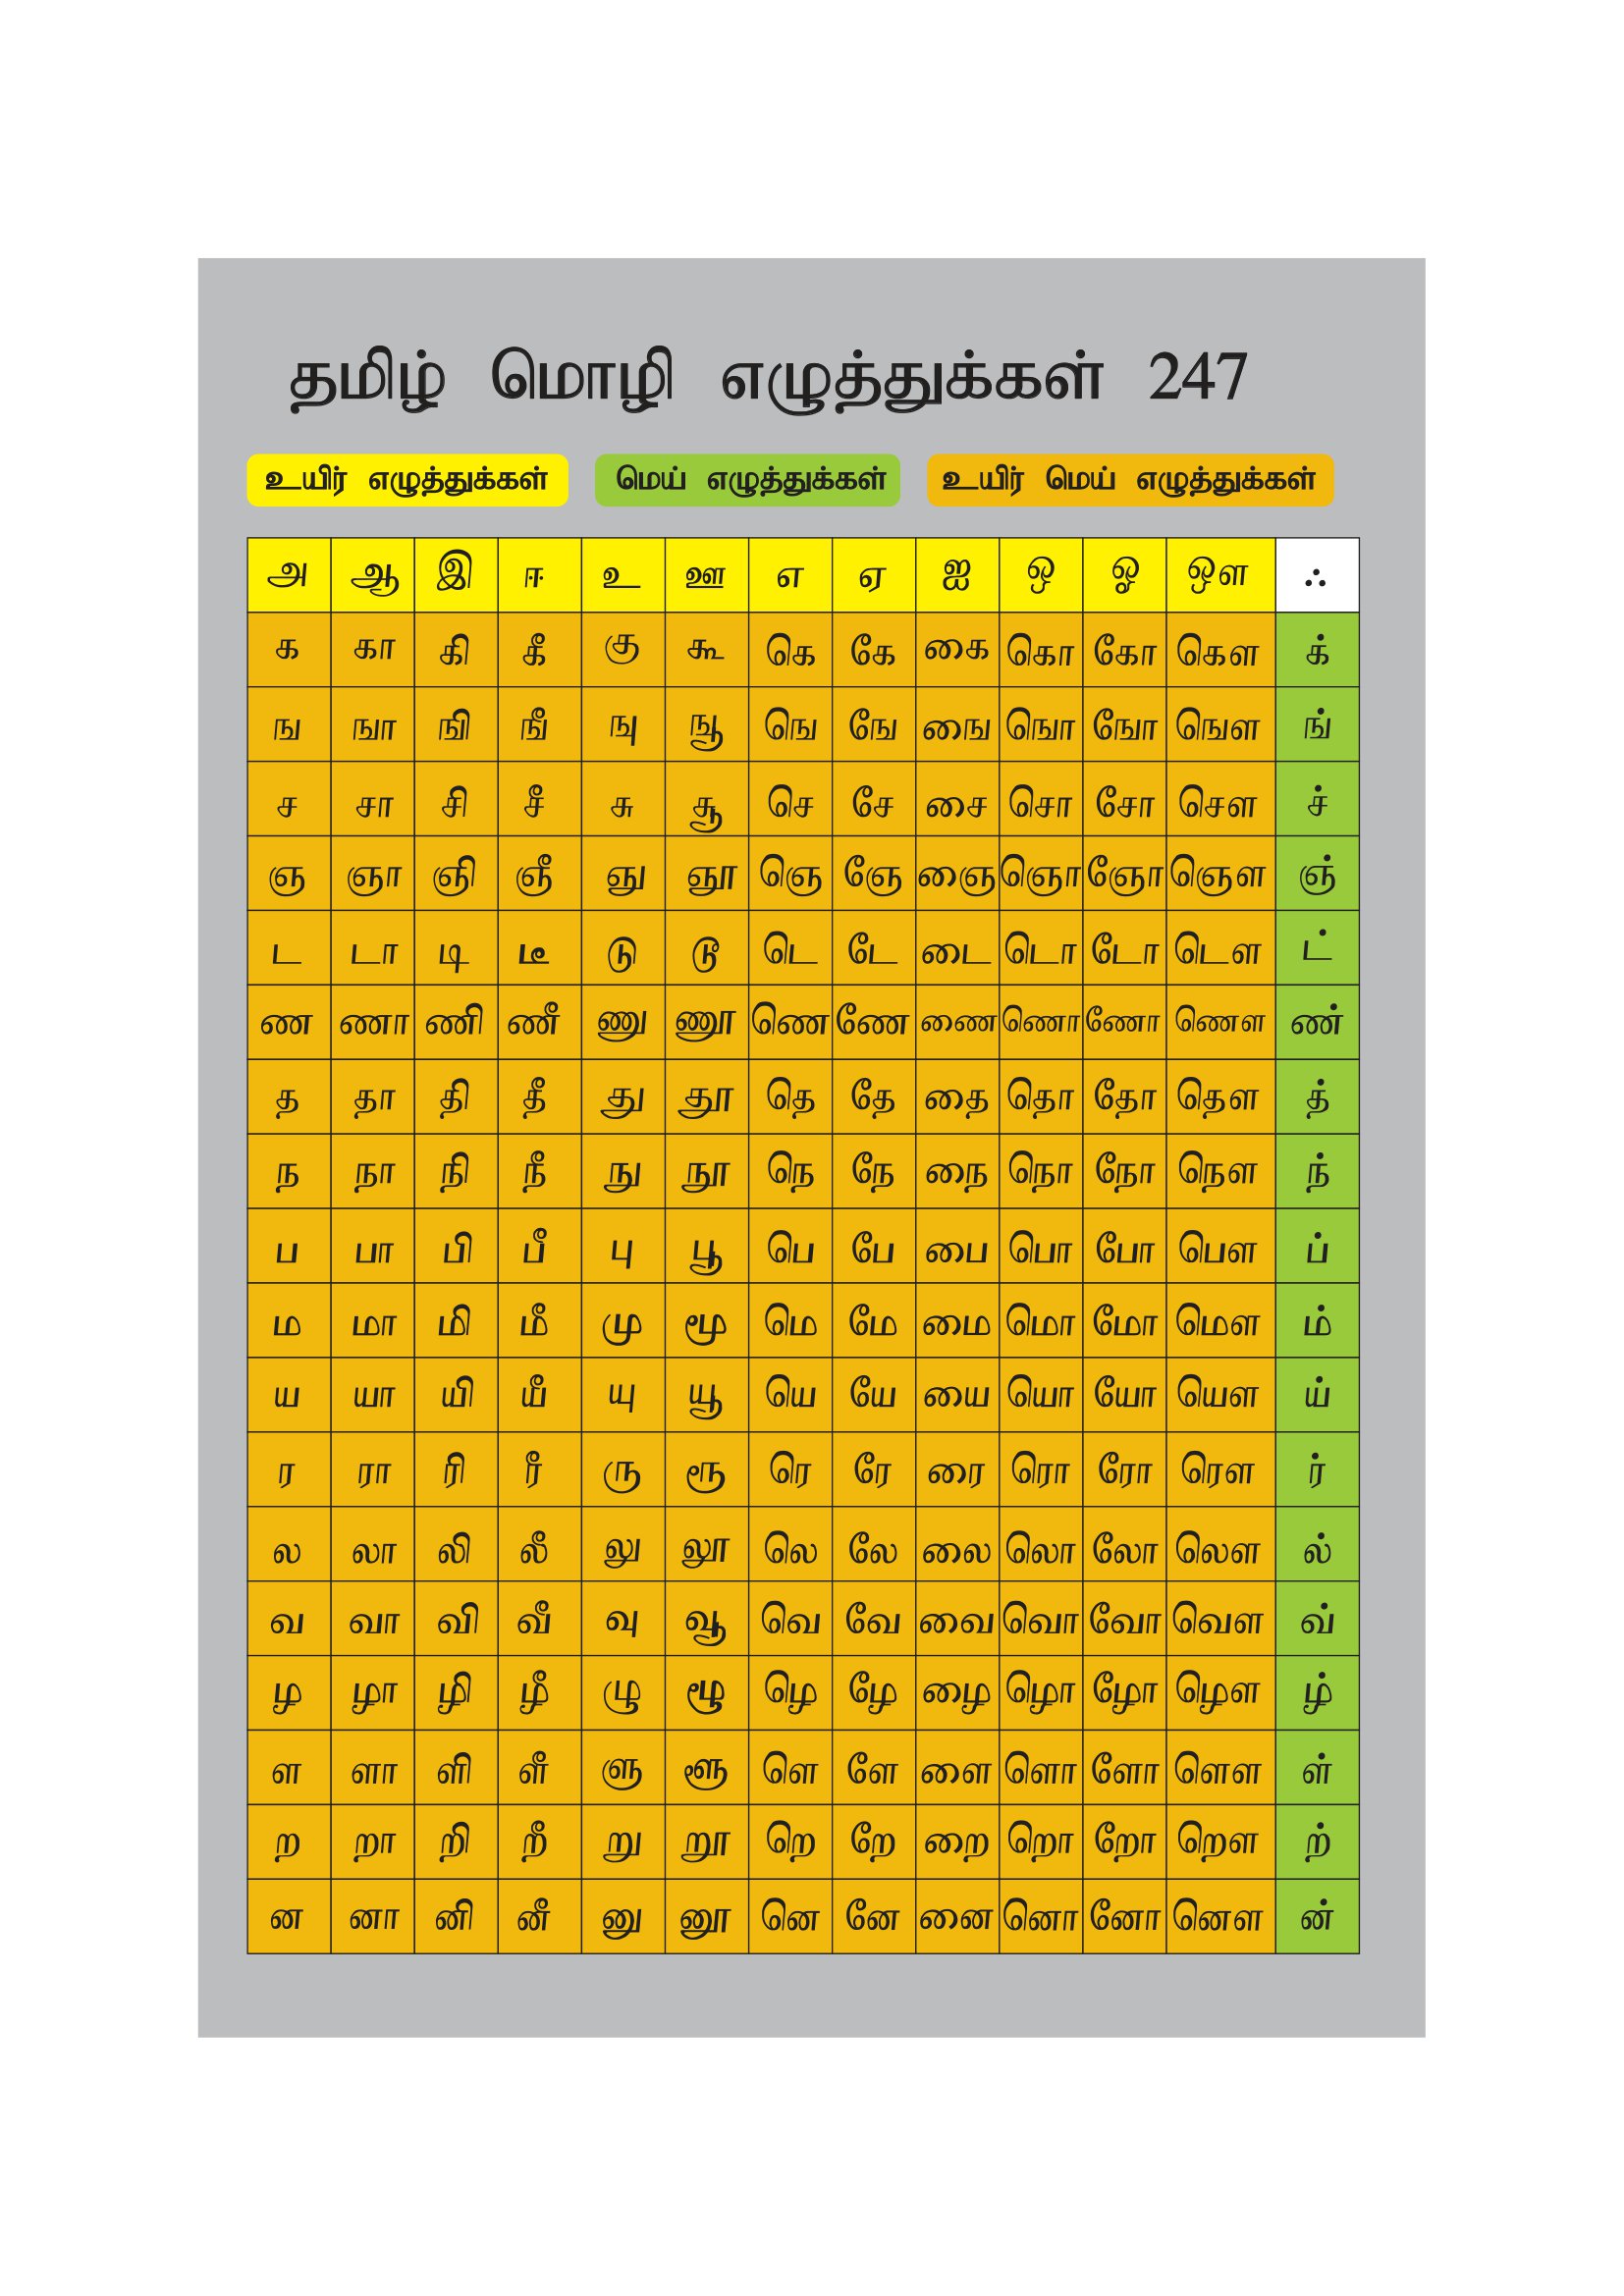 தமிழ் மொழி எழுத்துக்கள் 247
உயிர் எழுத்துக்கள் மெய் எழுத்துக்கள் உயிர் மெய் எழுத்துக்கள்
அ ஆ இ ஈ உ ஊ எ ஏ ஐ ஒ ஓ ஔ ஃ
க கா கி கீ கு கூ கெ கே கை கொ கோ கௌ க்
ங ஙா ஙி ஙீ ஙு ஙூ ஙெ ஙே ஙை ஙொ ஙோ ஙௌ ங்
ச சா சி சீ சு சூ செ சே சை சொ சோ சௌ ச்
ஞ ஞா ஞி ஞீ ஞு ஞூ ஞெ ஞே ஞை ஞொ ஞோ ஞௌ ஞ்
ட டா டி டீ டு டூ டெ டே டை டொ டோ டௌ ட்
ண ணா ணி ணீ ணு ணூ ணெ ணே ணை ணொ ணோ ணௌ ண்
த தா தி தீ து தூ தெ தே தை தொ தோ தௌ த்
ந நா நி நீ நு நூ நெ நே நை நொ நோ நௌ ந்
ப பா பி பீ பு பூ பெ பே பை பொ போ பௌ ப்
ம மா மி மீ மு மூ மெ மே மை மொ மோ மௌ ம்
ய யா யி யீ யு யூ யெ யே யை யொ யோ யௌ ய்
ர ரா ரி ரீ ரு ரூ ரெ ரே ரை ரொ ரோ ரௌ ர்
ல லா லி லீ லு லூ லெ லே லை லொ லோ லௌ ல்
வ வா வி வீ வு வூ வெ வே வை வொ வோ வௌ வ்
ழ ழா ழி ழீ ழு ழூ ழெ ழே ழை ழொ ழோ ழௌ ழ்
ள ளா ளி ளீ ளு ளூ ளெ ளே ளை ளொ ளோ ளௌ ள்
ற றா றி றீ று றூ றெ றே றை றொ றோ றௌ ற்
ன னா னி னீ னு னூ னெ னே னை னொ னோ னௌ ன்